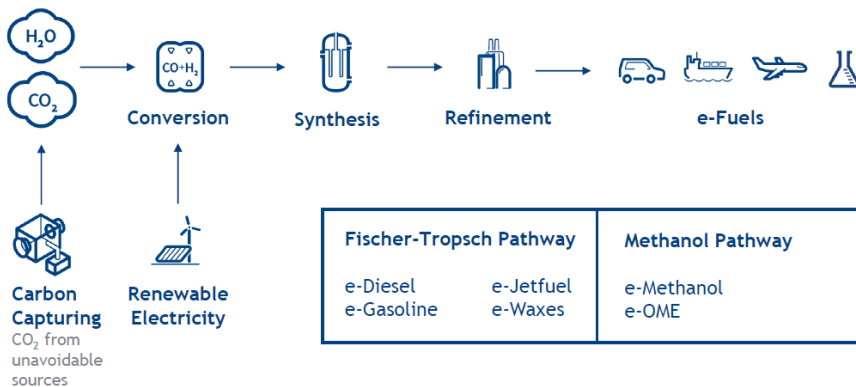 H₂O
CO₂
CO+H₂
Conversion
Synthesis
Refinement
e-Fuels
Carbon
Capturing
CO₂ from
unavoidable
sources
Renewable
Electricity
Fischer-Tropsch Pathway
e-Diesel
e-Jetfuel
e-Gasoline
e-Waxes
Methanol Pathway
e-Methanol
e-OME